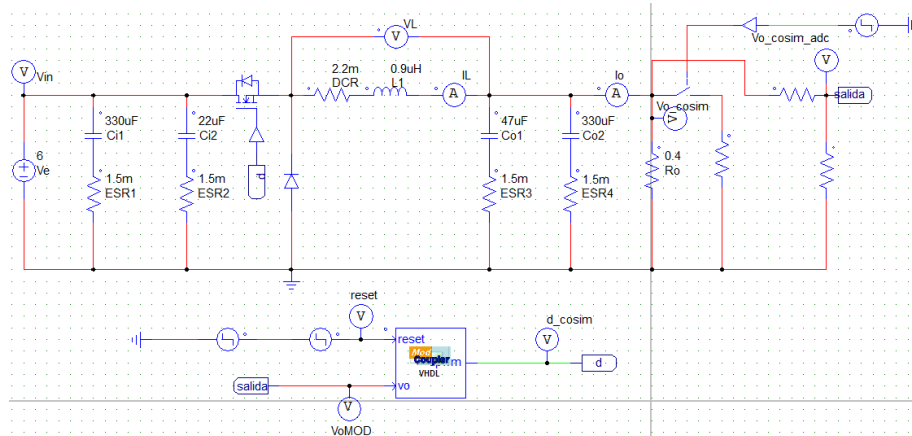 VL
V
Vo_cosim_adc
V
Vin
2.2m
DCR
0.9uH
L1
IL
A
Io
A
V
salida
330uF
Ci1
22uF
Ci2
47uF
Co1
330uF
Co2
Vo_cosim
V
6
Ve
d
1.5m
ESR1
1.5m
ESR2
1.5m
ESR3
1.5m
ESR4
0.4
Ro
reset
V
d_cosim
V
reset
Mod
Coupler
VHDL
d
salida
vo
V
VoMOD